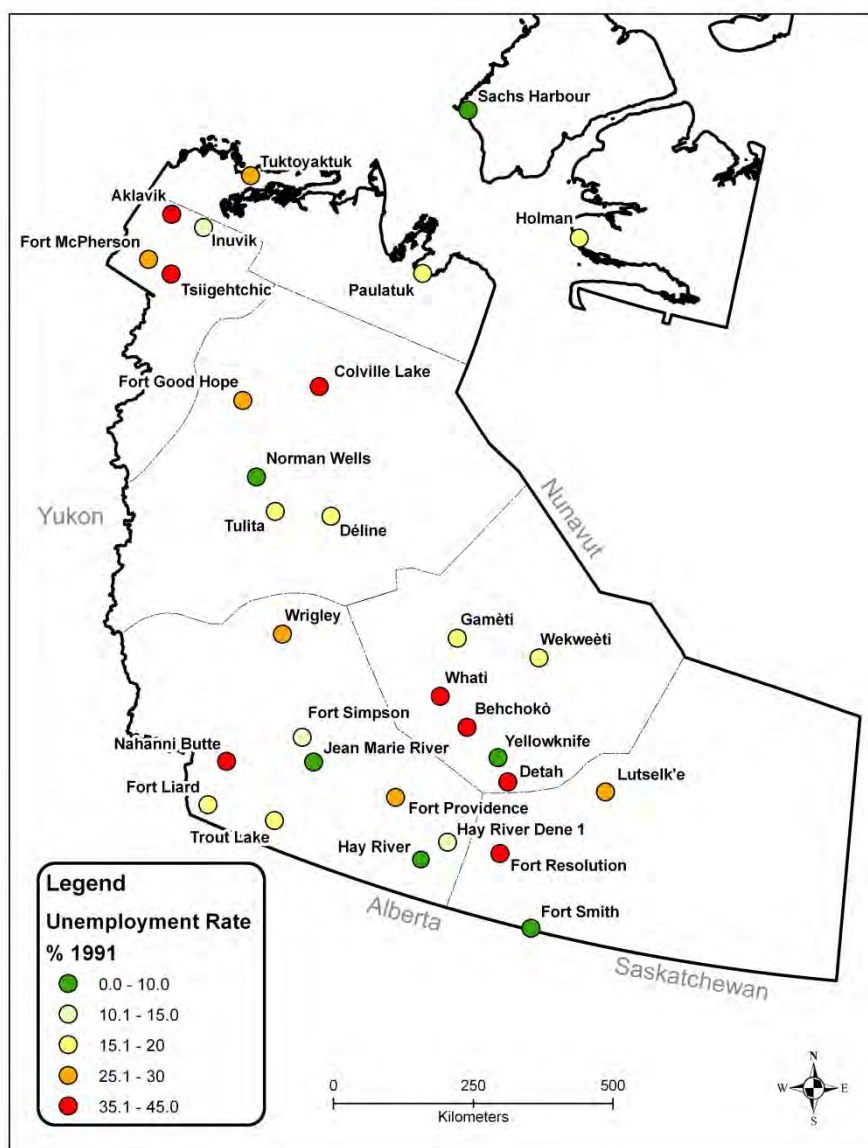 Sachs Harbour
Tuktoyaktuk
Aklavik
Holman
Inuvik
Fort McPherson
Tsiigehtchic
Paulatuk
Colville Lake
Fort Good Hope
Norman Wells
Yukon
Nunavut
Tulita
Déline
Wrigley
Gamèti
Wekweèti
Whati
Fort Simpson
Behchokò
Nahanni Butte
Jean Marie River
Yellowknife
Detah
Lutselk'e
Fort Liard
Fort Providence
Trout Lake
Hay River Dene 1
Hay River
Fort Resolution
Alberta
Fort Smith
Saskatchewan
Legend
Unemployment Rate
% 1991
0.0 - 10.0
10.1 - 15.0
15.1 - 20
25.1 - 30
35.1 - 45.0
0 250 500
Kilometers
N
W E
S